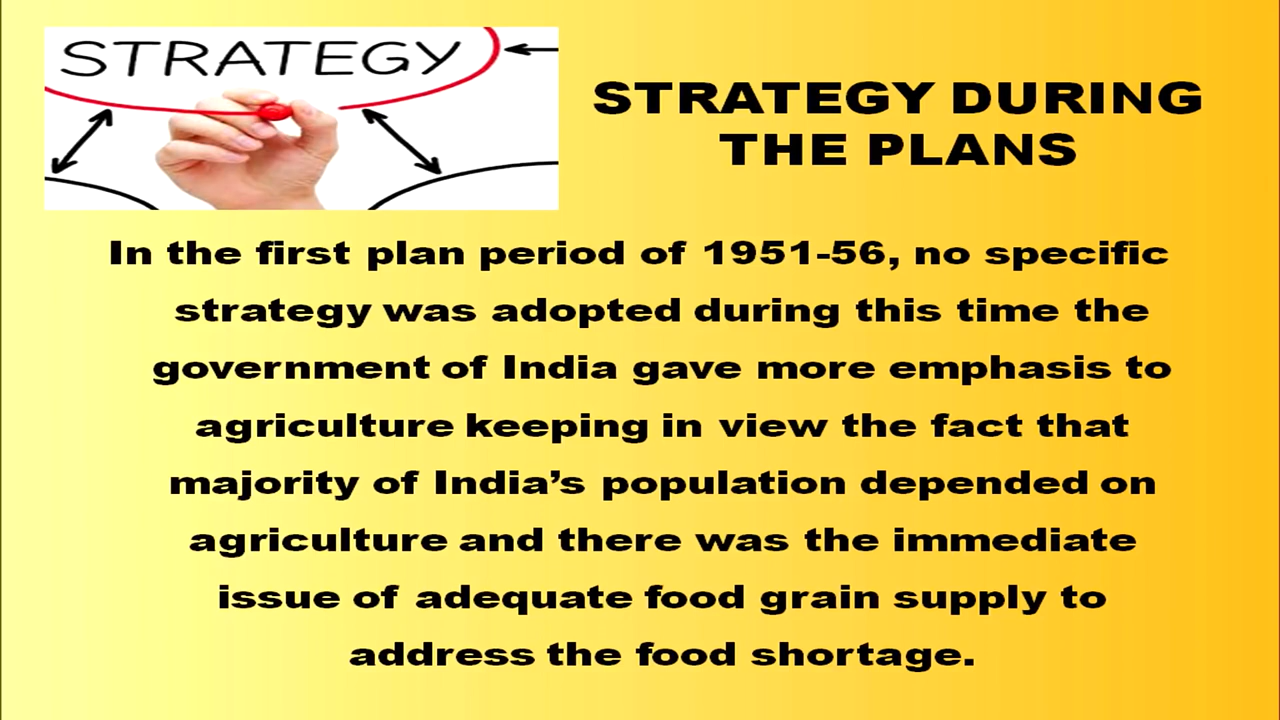 STRATEGY
STRATEGY DURING
THE PLANS
In the first plan period of 1951-56, no specific
strategy was adopted during this time the
government of India gave more emphasis to
agriculture keeping in view the fact that
majority of India’s population depended on
agriculture and there was the immediate
issue of adequate food grain supply to
address the food shortage.